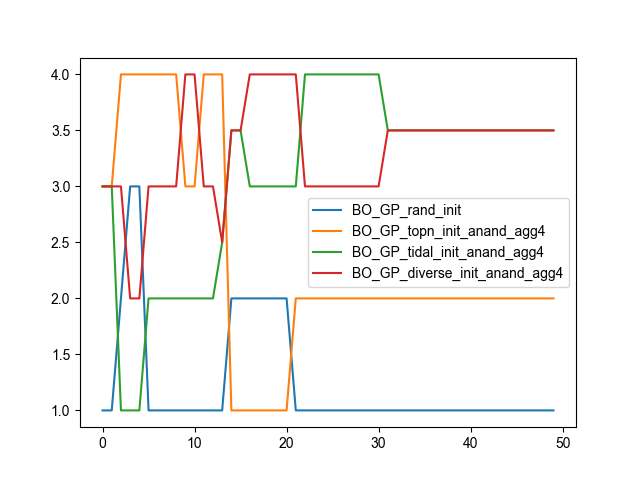 4.0
3.5
3.0
2.5
2.0
1.5
1.0
BO_GP_rand_init
BO_GP_topn_init_anand_agg4
BO_GP_tidal_init_anand_agg4
BO_GP_diverse_init_anand_agg4
0 10 20 30 40 50